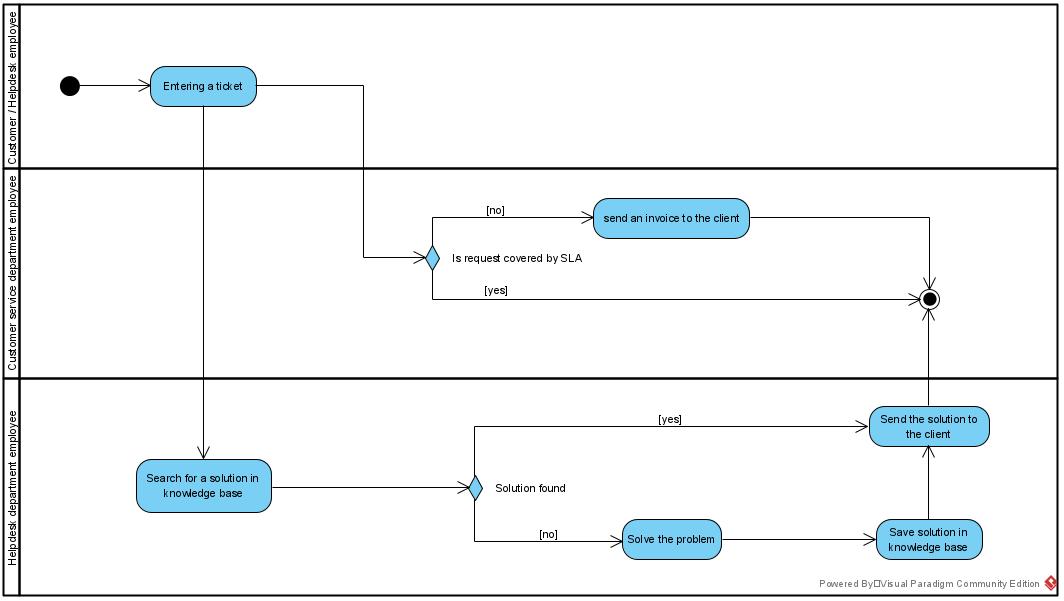 Customer / Helpdesk employee
Entering a ticket
Customer service department employee
[no]
send an invoice to the client
Is request covered by SLA
[yes]
Helpdesk department employee
[yes]
Send the solution to
the client
Search for a solution in
knowledge base
Solution found
[no]
Solve the problem
Save solution in
knowledge base
Powered By□Visual Paradigm Community Edition